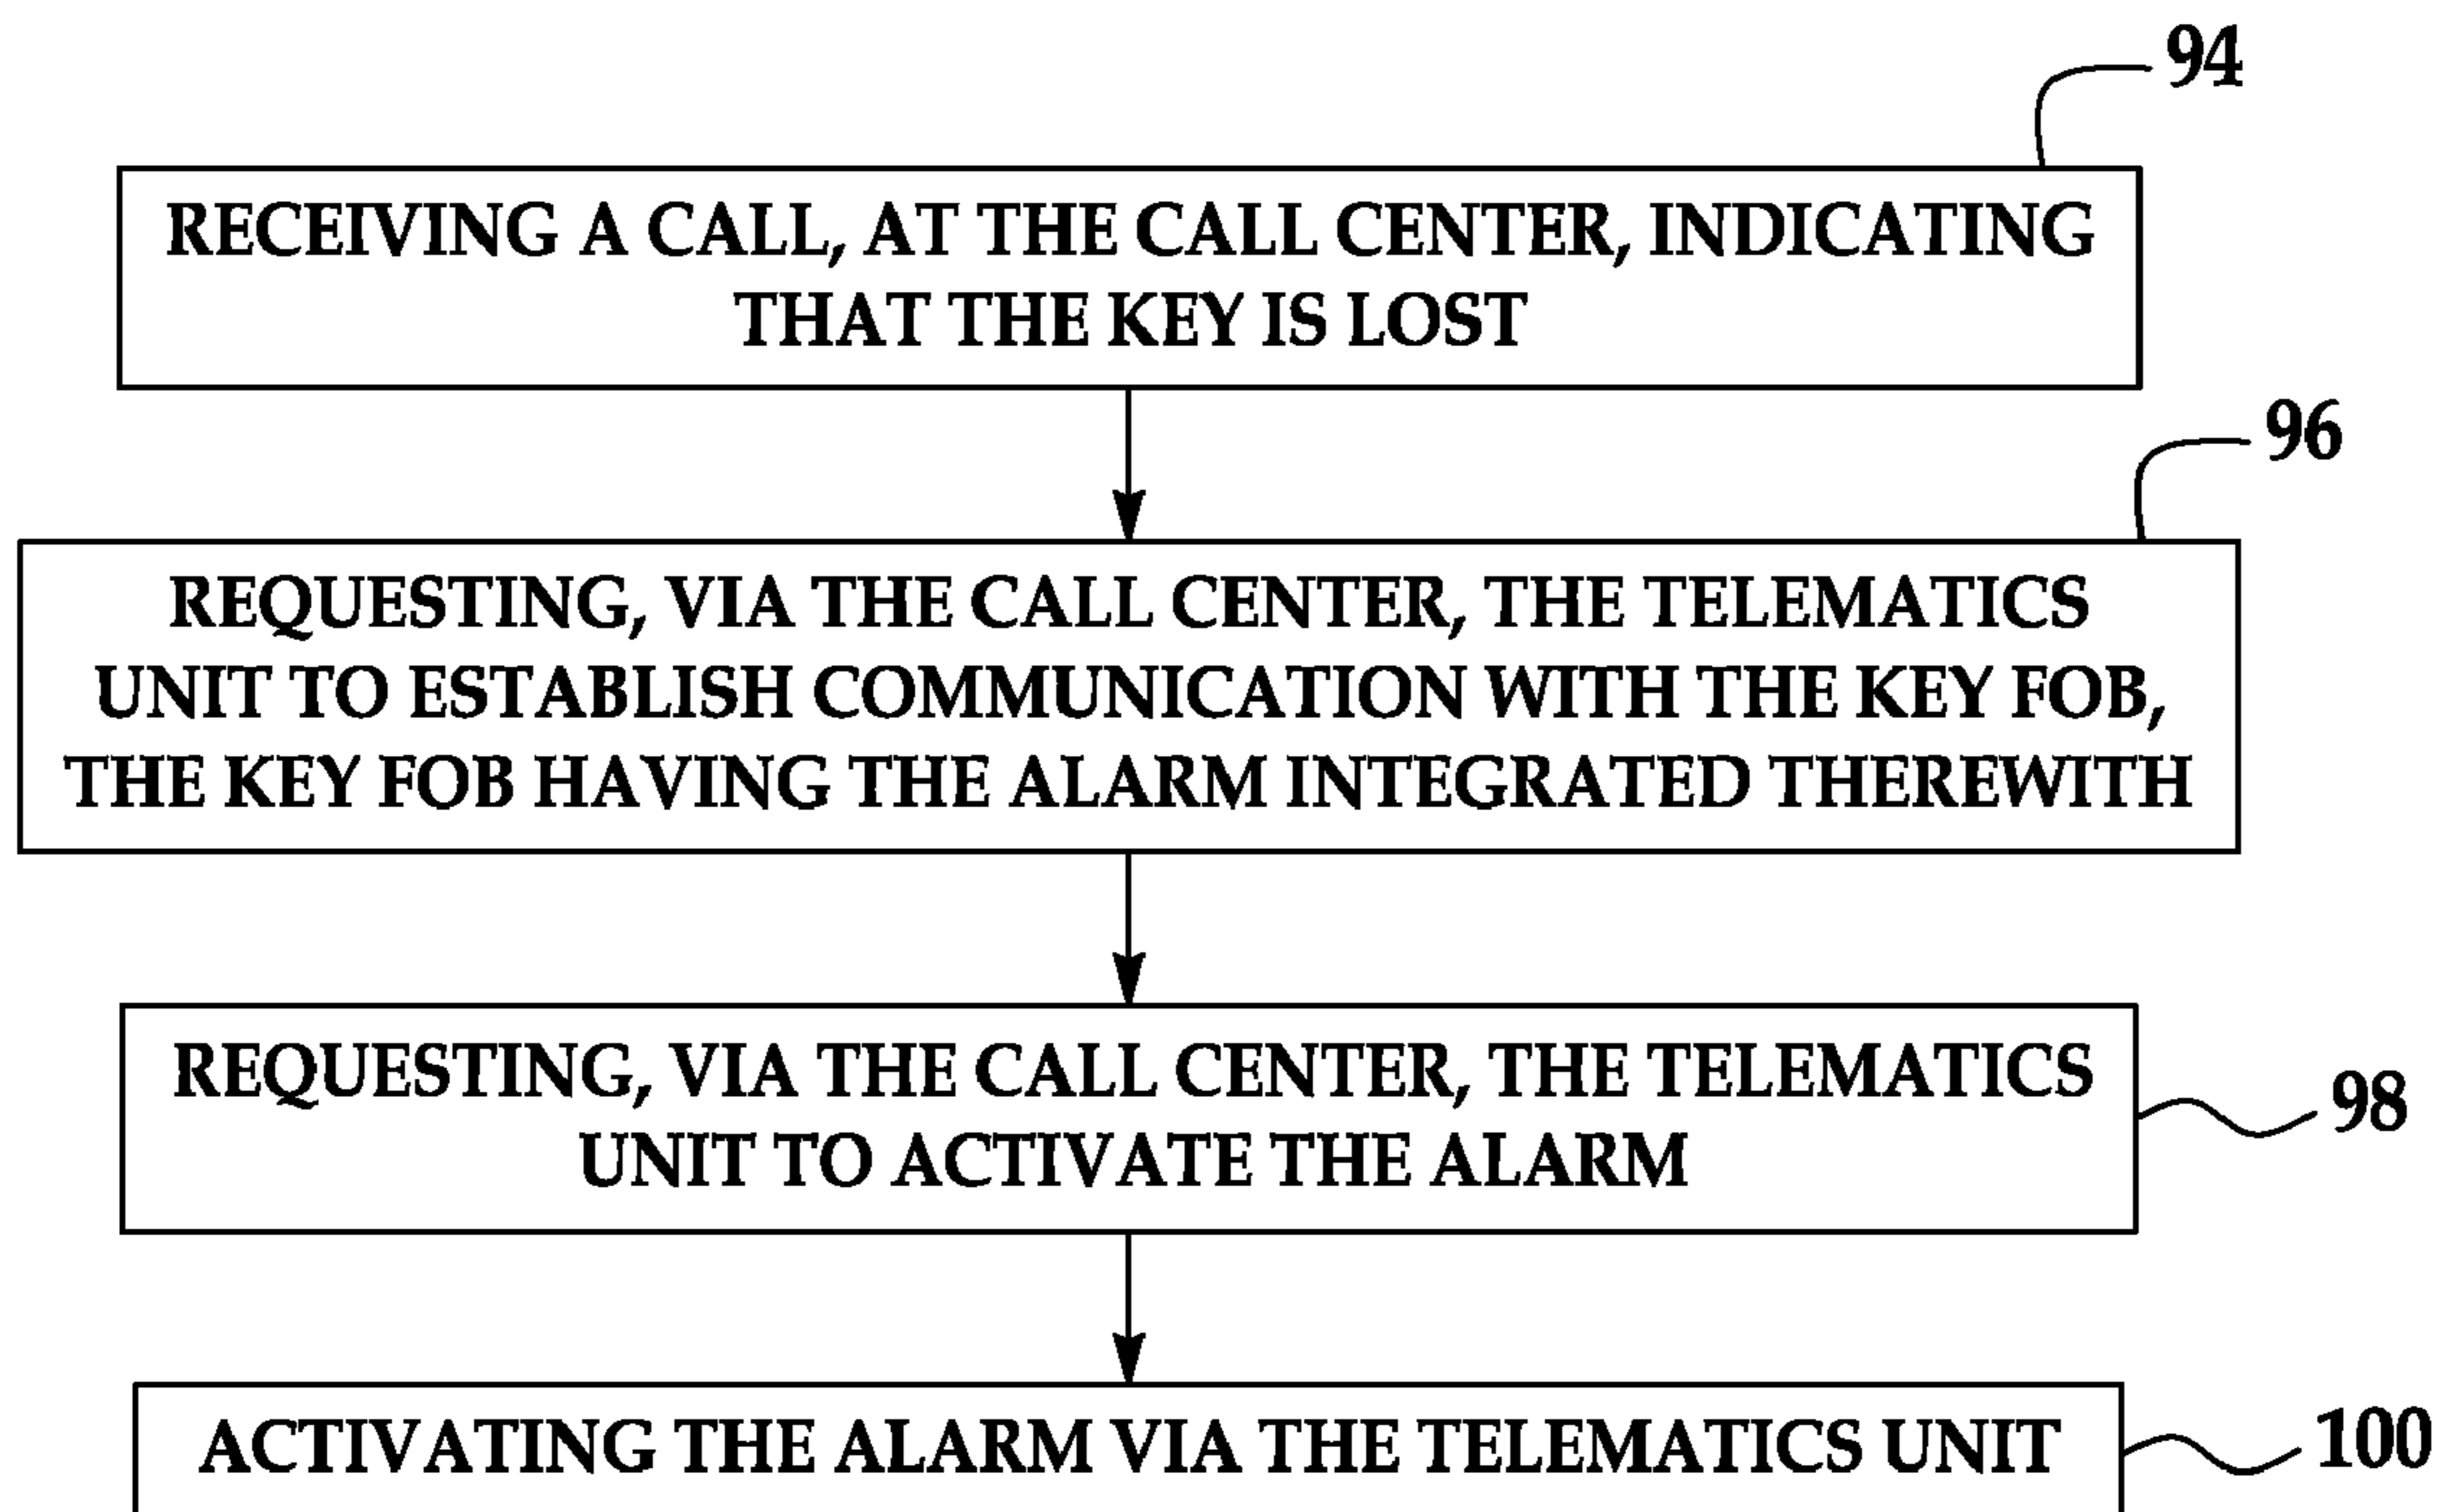 94
RECEIVING A CALL, AT THE CALL CENTER, INDICATING
THAT THE KEY IS LOST
96
REQUESTING, VIA THE CALL CENTER, THE TELEMATICS
UNIT TO ESTABLISH COMMUNICATION WITH THE KEY FOB,
THE KEY FOB HAVING THE ALARM INTEGRATED THEREWITH
REQUESTING, VIA THE CALL CENTER, THE TELEMATICS
UNIT TO ACTIVATE THE ALARM
98
ACTIVATING THE ALARM VIA THE TELEMATICS UNIT
100